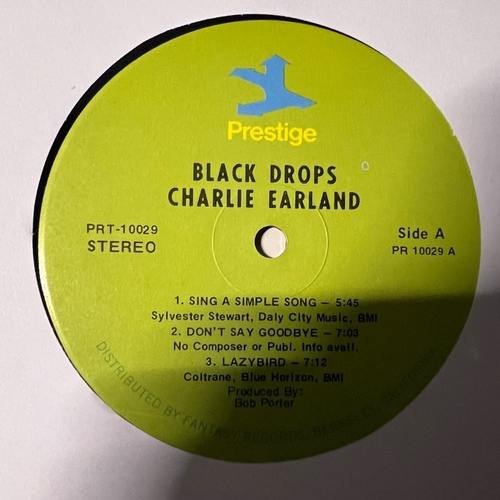 Prestige
BLACK DROPS
CHARLIE EARLAND
PRT-10029
STEREO
Side A
PR 10029 A
1. SING A SIMPLE SONG — 5:45
Sylvester Stewart, Daly City Music, BMI
2. DON'T SAY GOODBYE — 7:03
No Composer or Publ. Info avail.
3. LAZYBIRD — 7:12
Coltrane, Blue Horizon, BMI
Produced By:
Bob Porter
DISTRIBUTED BY FANTASY RECORDS,